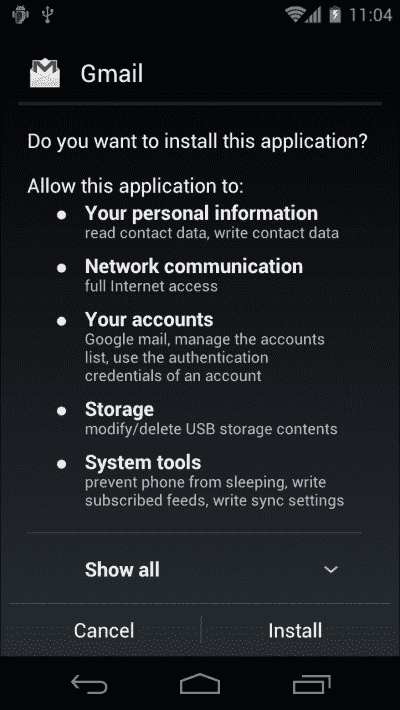 11:04
Gmail
Do you want to install this application?
Allow this application to:
Your personal information
read contact data, write contact data
Network communication
full Internet access
Your accounts
Google mail, manage the accounts
list, use the authentication
credentials of an account
Storage
modify/delete USB storage contents
System tools
prevent phone from sleeping, write
subscribed feeds, write sync settings
Show all
Cancel Install